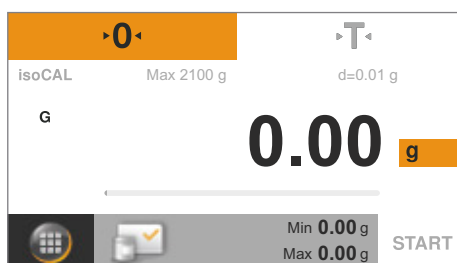 0 T
isoCAL Max 2100 g d=0.01 g
G
0.00 g
Min 0.00 g
Max 0.00 g
START